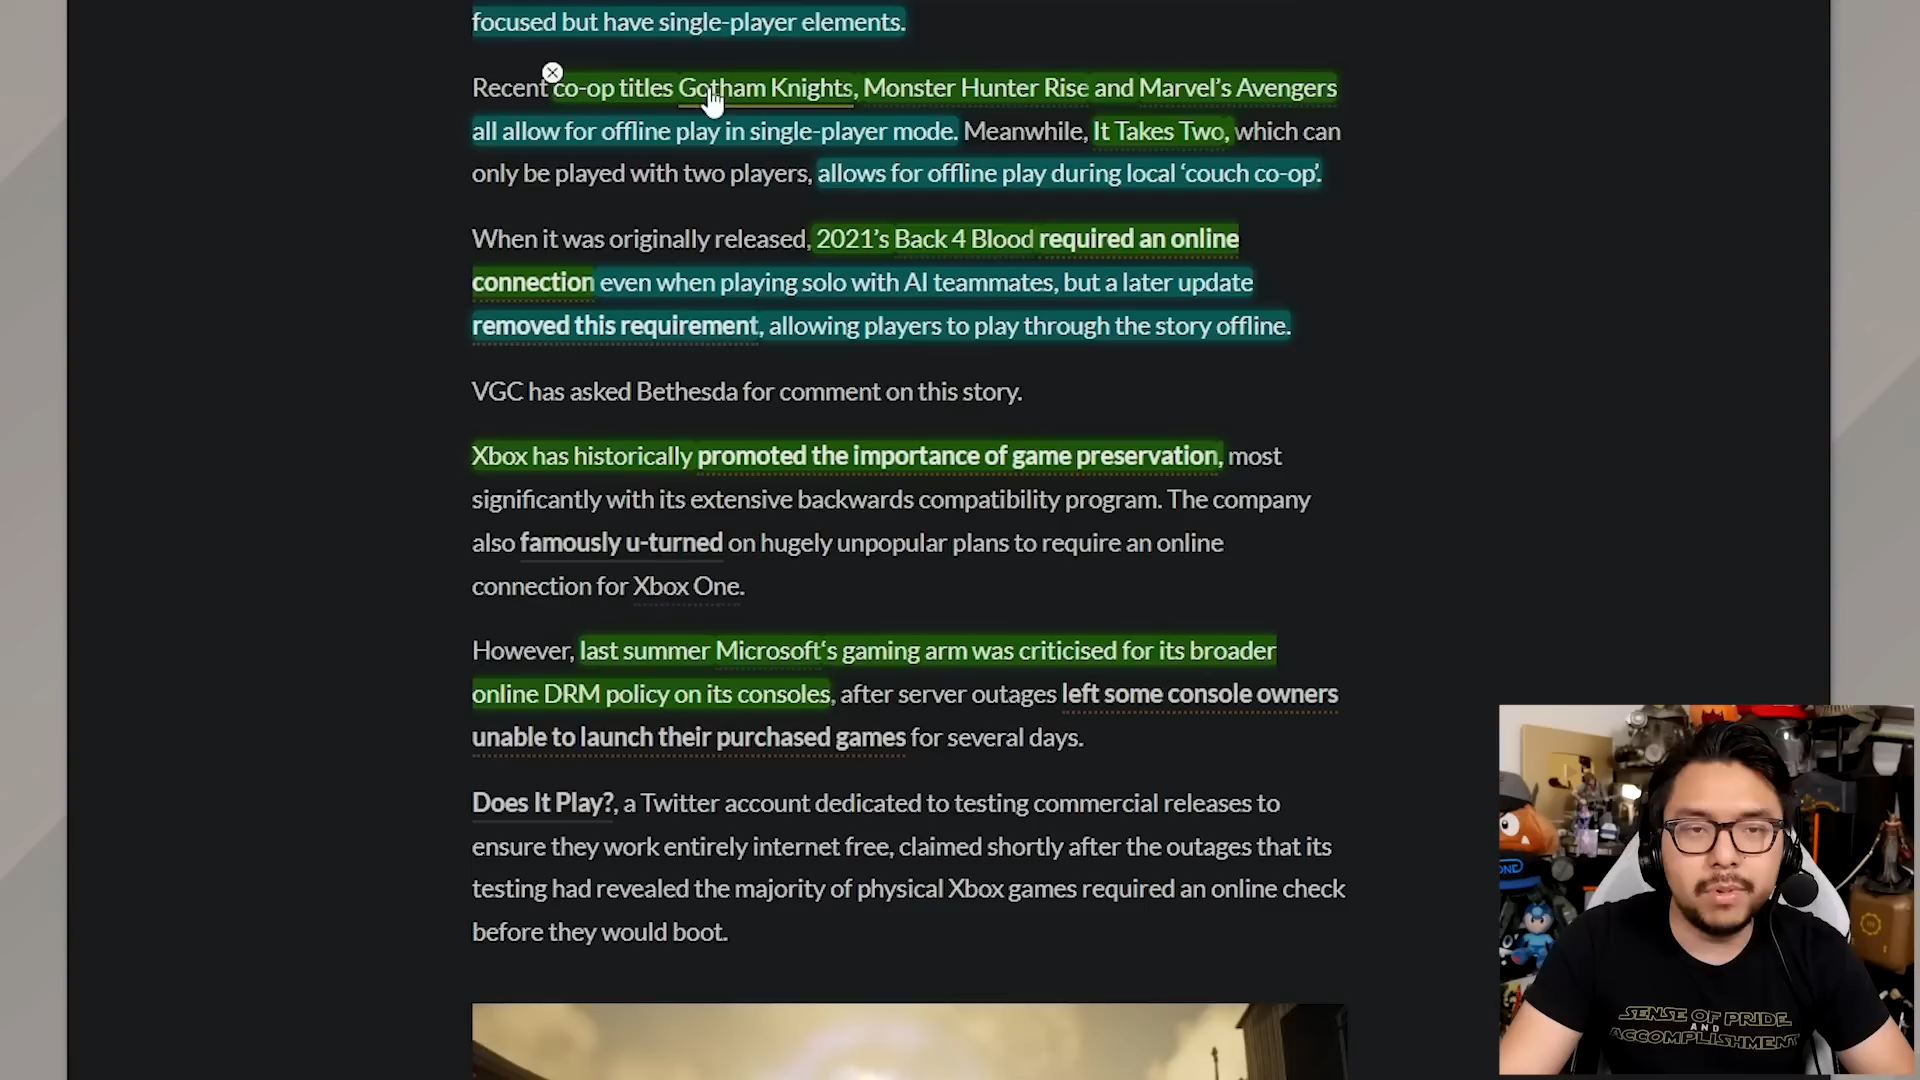 focused but have single-player elements.
Recent co-op titles Gotham Knights, Monster Hunter Rise and Marvel's Avengers
all allow for offline play in single-player mode. Meanwhile, It Takes Two, which can
only be played with two players, allows for offline play during local ‘couch co-op’.
When it was originally released, 2021's Back 4 Blood required an online
connection even when playing solo with AI teammates, but a later update
removed this requirement, allowing players to play through the story offline.
VGC has asked Bethesda for comment on this story.
Xbox has historically promoted the importance of game preservation, most
significantly with its extensive backwards compatibility program. The company
also famously u-turned on hugely unpopular plans to require an online
connection for Xbox One.
However, last summer Microsoft‘s gaming arm was criticised for its broader
online DRM policy on its consoles, after server outages left some console owners
unable to launch their purchased games for several days.
Does It Play?, a Twitter account dedicated to testing commercial releases to
ensure they work entirely internet free, claimed shortly after the outages that its
testing had revealed the majority of physical Xbox games required an online check
before they would boot.
SENSE OF PRIDE
AND
ACCOMPLISHMENT